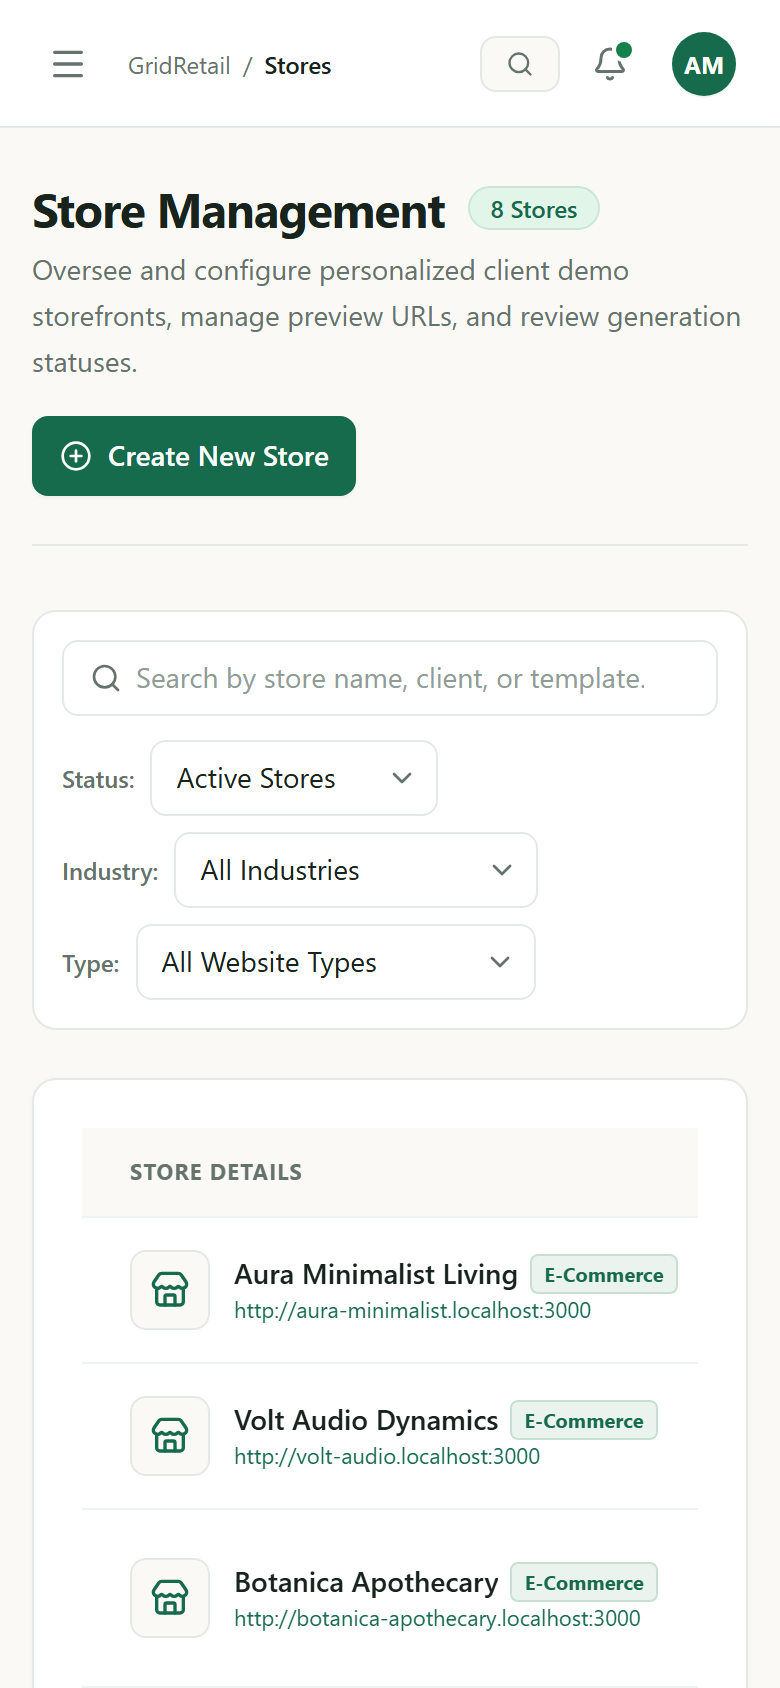 GridRetail / Stores
AM
Store Management
8 Stores
Oversee and configure personalized client demo
storefronts, manage preview URLs, and review generation
statuses.
Create New Store
Search by store name, client, or template.
Status: Active Stores
Industry: All Industries
Type: All Website Types
STORE DETAILS
Aura Minimalist Living E-Commerce
http://aura-minimalist.localhost:3000
Volt Audio Dynamics E-Commerce
http://volt-audio.localhost:3000
Botanica Apothecary E-Commerce
http://botanica-apothecary.localhost:3000